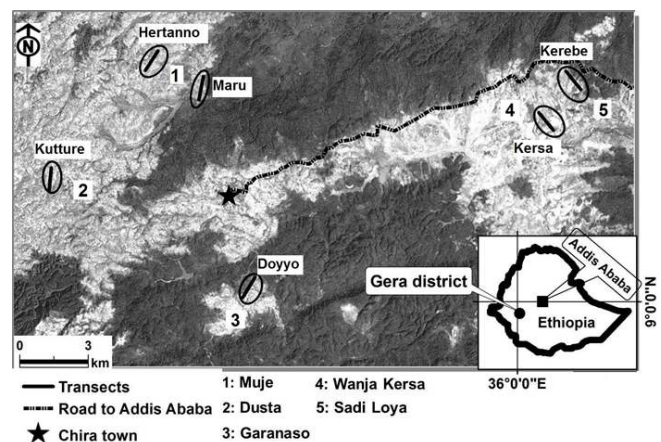 Hertanno
1
Maru
Kerebe
4
5
Kersa
Kutture
2
Doyyo
3
N
Gera district
Addis Ababa
Ethiopia
9°0'0"N
36°0'0"E
0 3
km
Transects
Road to Addis Ababa
Chira town
1: Muje
2: Dusta
3: Garanaso
4: Wanja Kersa
5: Sadi Loya